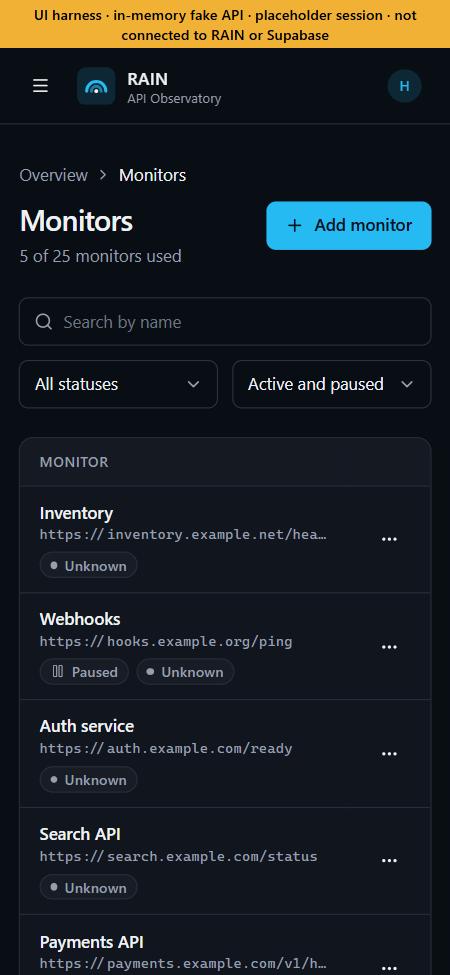 UI harness · in-memory fake API · placeholder session · not
connected to RAIN or Supabase
RAIN
API Observatory
H
Overview > Monitors
Monitors
5 of 25 monitors used
+ Add monitor
Search by name
All statuses
Active and paused
MONITOR
Inventory
https://inventory.example.net/hea…
Unknown
Webhooks
https://hooks.example.org/ping
Paused
Unknown
Auth service
https://auth.example.com/ready
Unknown
Search API
https://search.example.com/status
Unknown
Payments API
https://payments.example.com/v1/h…